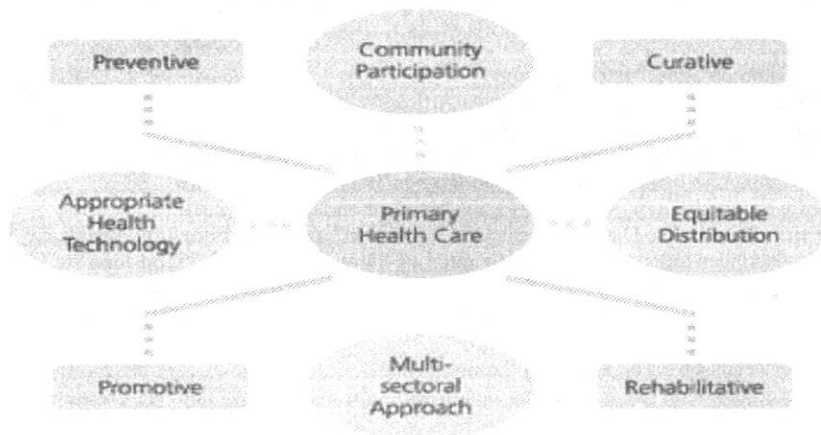 Preventive
Community
Participation
Curative
Appropriate
Health
Technology
Primary
Health Care
Equitable
Distribution
Promotive
Multi-
sectoral
Approach
Rehabilitative